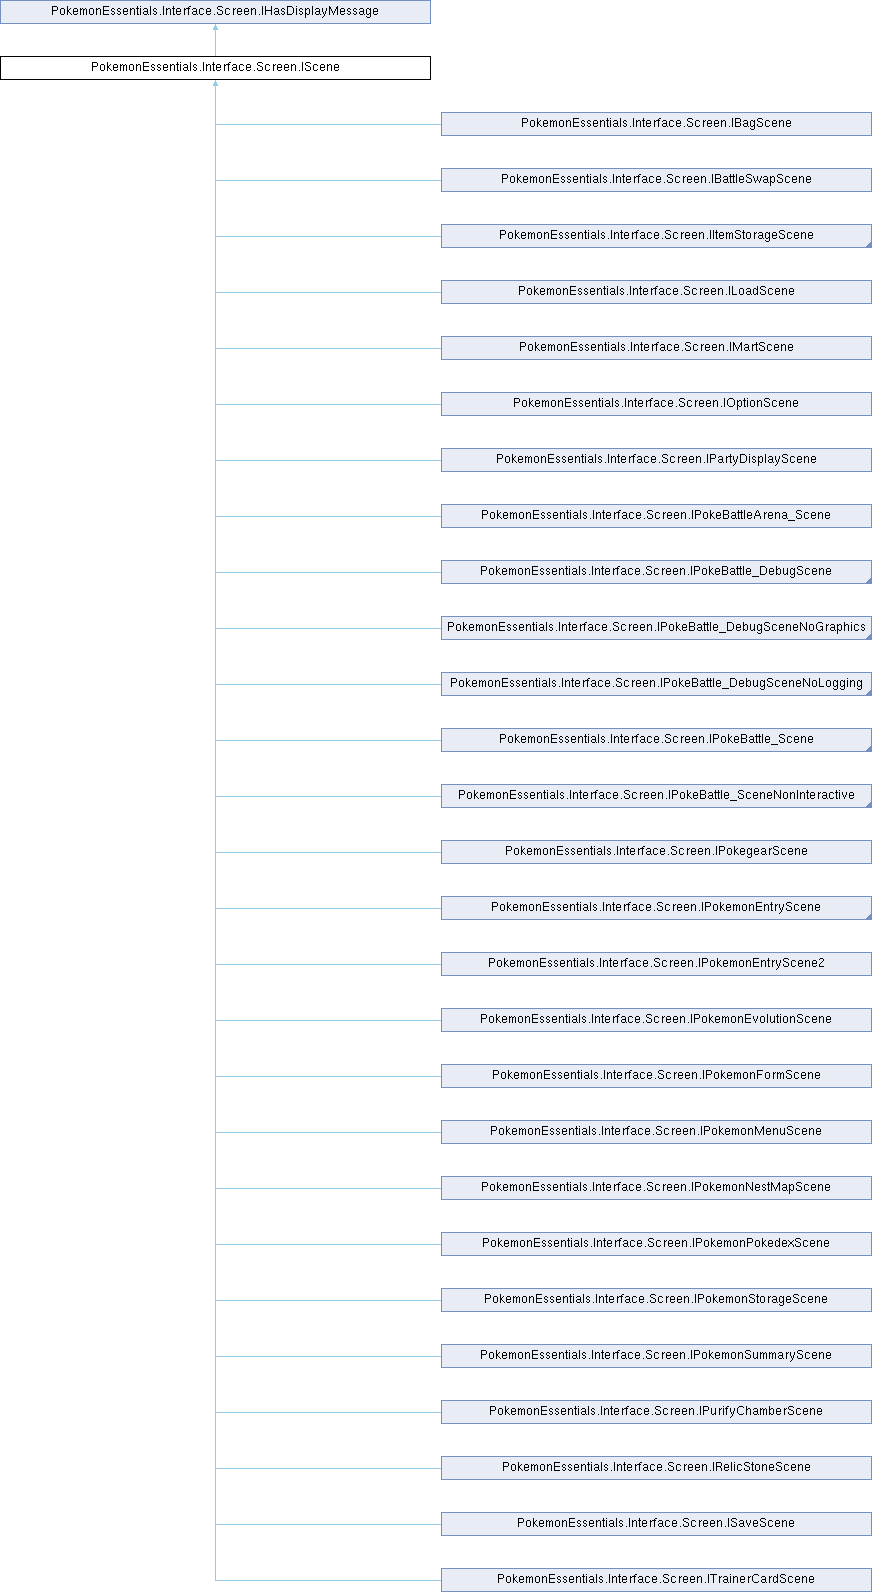 PokemonEssentials.Interface.Screen.IHasDisplayMessage
PokemonEssentials.Interface.Screen.IScene
PokemonEssentials.Interface.Screen.IBagScene
PokemonEssentials.Interface.Screen.IBattleSwapScene
PokemonEssentials.Interface.Screen.IItemStorageScene
PokemonEssentials.Interface.Screen.ILoadScene
PokemonEssentials.Interface.Screen.IMartScene
PokemonEssentials.Interface.Screen.IOptionScene
PokemonEssentials.Interface.Screen.IPartyDisplayScene
PokemonEssentials.Interface.Screen.IPokeBattleArena_Scene
PokemonEssentials.Interface.Screen.IPokeBattle_DebugScene
PokemonEssentials.Interface.Screen.IPokeBattle_DebugSceneNoGraphics
PokemonEssentials.Interface.Screen.IPokeBattle_DebugSceneNoLogging
PokemonEssentials.Interface.Screen.IPokeBattle_Scene
PokemonEssentials.Interface.Screen.IPokeBattle_SceneNonInteractive
PokemonEssentials.Interface.Screen.IPokegearScene
PokemonEssentials.Interface.Screen.IPokemonEntryScene
PokemonEssentials.Interface.Screen.IPokemonEntryScene2
PokemonEssentials.Interface.Screen.IPokemonEvolutionScene
PokemonEssentials.Interface.Screen.IPokemonFormScene
PokemonEssentials.Interface.Screen.IPokemonMenuScene
PokemonEssentials.Interface.Screen.IPokemonNestMapScene
PokemonEssentials.Interface.Screen.IPokemonPokedexScene
PokemonEssentials.Interface.Screen.IPokemonStorageScene
PokemonEssentials.Interface.Screen.IPokemonSummaryScene
PokemonEssentials.Interface.Screen.IPurifyChamberScene
PokemonEssentials.Interface.Screen.IRelicStoneScene
PokemonEssentials.Interface.Screen.ISaveScene
PokemonEssentials.Interface.Screen.ITrainerCardScene